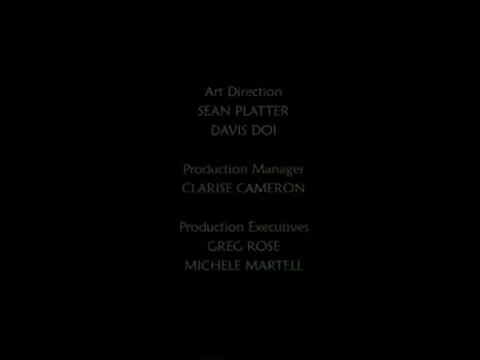 Art Direction
SEAN PLATTER
DAVIS DOI
Production Manager
CLARISE CAMERON
Production Executives
GREG ROSE
MICHELE MARTELL